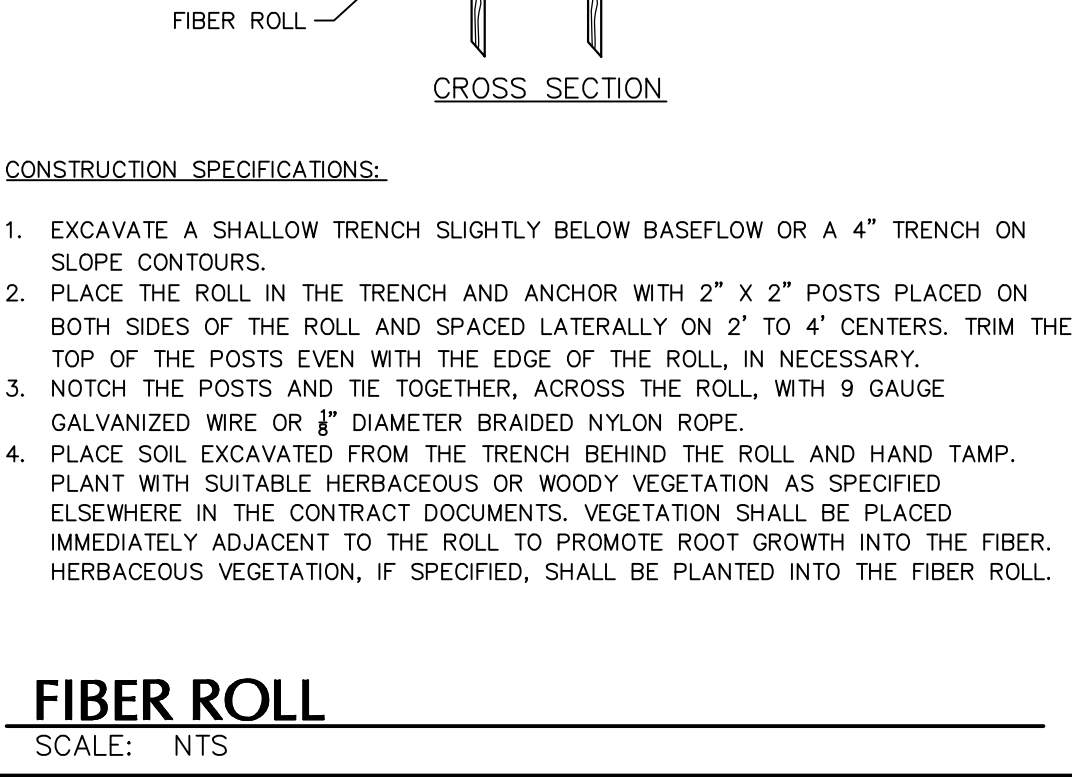 FIBER ROLL
CROSS SECTION
CONSTRUCTION SPECIFICATIONS:
1. EXCAVATE A SHALLOW TRENCH SLIGHTLY BELOW BASEFLOW OR A 4" TRENCH ON
SLOPE CONTOURS.
2. PLACE THE ROLL IN THE TRENCH AND ANCHOR WITH 2" X 2" POSTS PLACED ON
BOTH SIDES OF THE ROLL AND SPACED LATERALLY ON 2' TO 4' CENTERS. TRIM THE
TOP OF THE POSTS EVEN WITH THE EDGE OF THE ROLL, IN NECESSARY.
3. NOTCH THE POSTS AND TIE TOGETHER, ACROSS THE ROLL, WITH 9 GAUGE
GALVANIZED WIRE OR 1/8" DIAMETER BRAIDED NYLON ROPE.
4. PLACE SOIL EXCAVATED FROM THE TRENCH BEHIND THE ROLL AND HAND TAMP.
PLANT WITH SUITABLE HERBACEOUS OR WOODY VEGETATION AS SPECIFIED
ELSEWHERE IN THE CONTRACT DOCUMENTS. VEGETATION SHALL BE PLACED
IMMEDIATELY ADJACENT TO THE ROLL TO PROMOTE ROOT GROWTH INTO THE FIBER.
HERBACEOUS VEGETATION, IF SPECIFIED, SHALL BE PLANTED INTO THE FIBER ROLL.
FIBER ROLL
SCALE: NTS